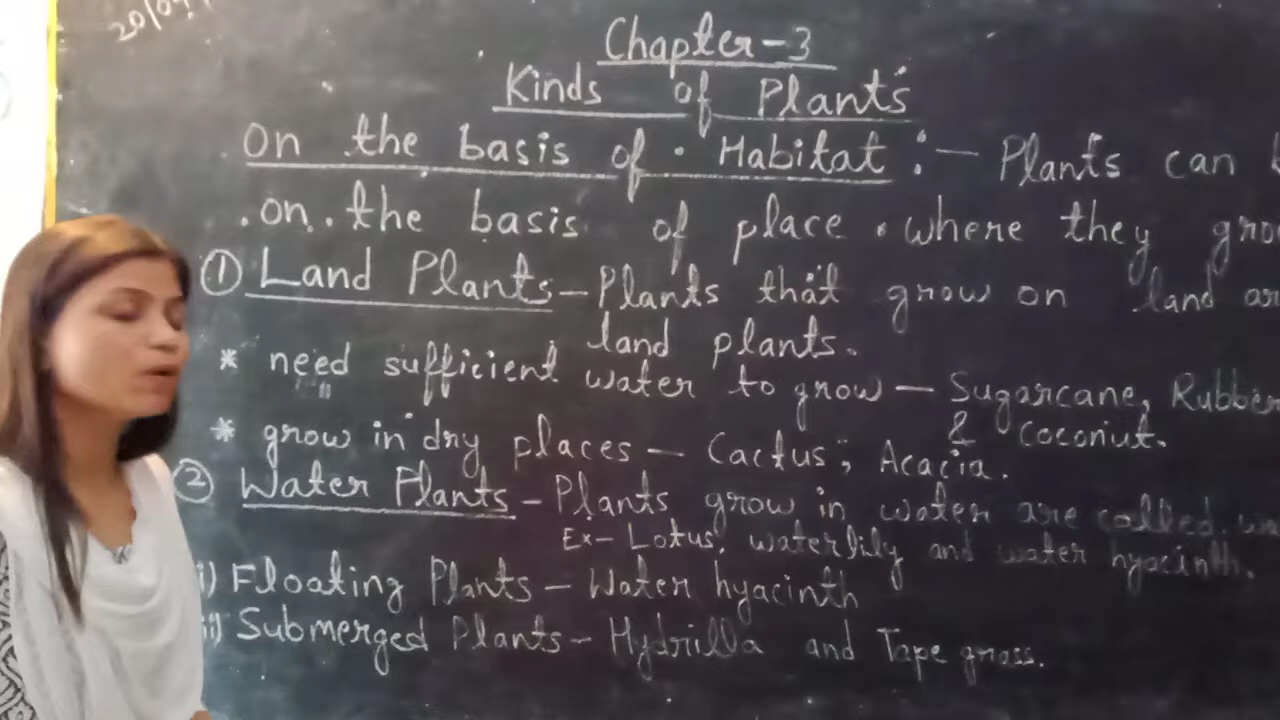 Chapter-3
Kinds of Plants
On the basis of Habitat :- Plants can
on the basis of place where they grow
① Land Plants - Plants that grow on land are
land plants.
* need sufficient water to grow - Sugarcane, Rubber
& coconut.
* grow in dry places - Cactus, Acacia.
② Water Plants - Plants grow in water are called
Ex- Lotus, waterlily and water hyacinth.
i) Floating Plants - Water hyacinth
ii) Submerged Plants - Hydrilla and Tape grass.